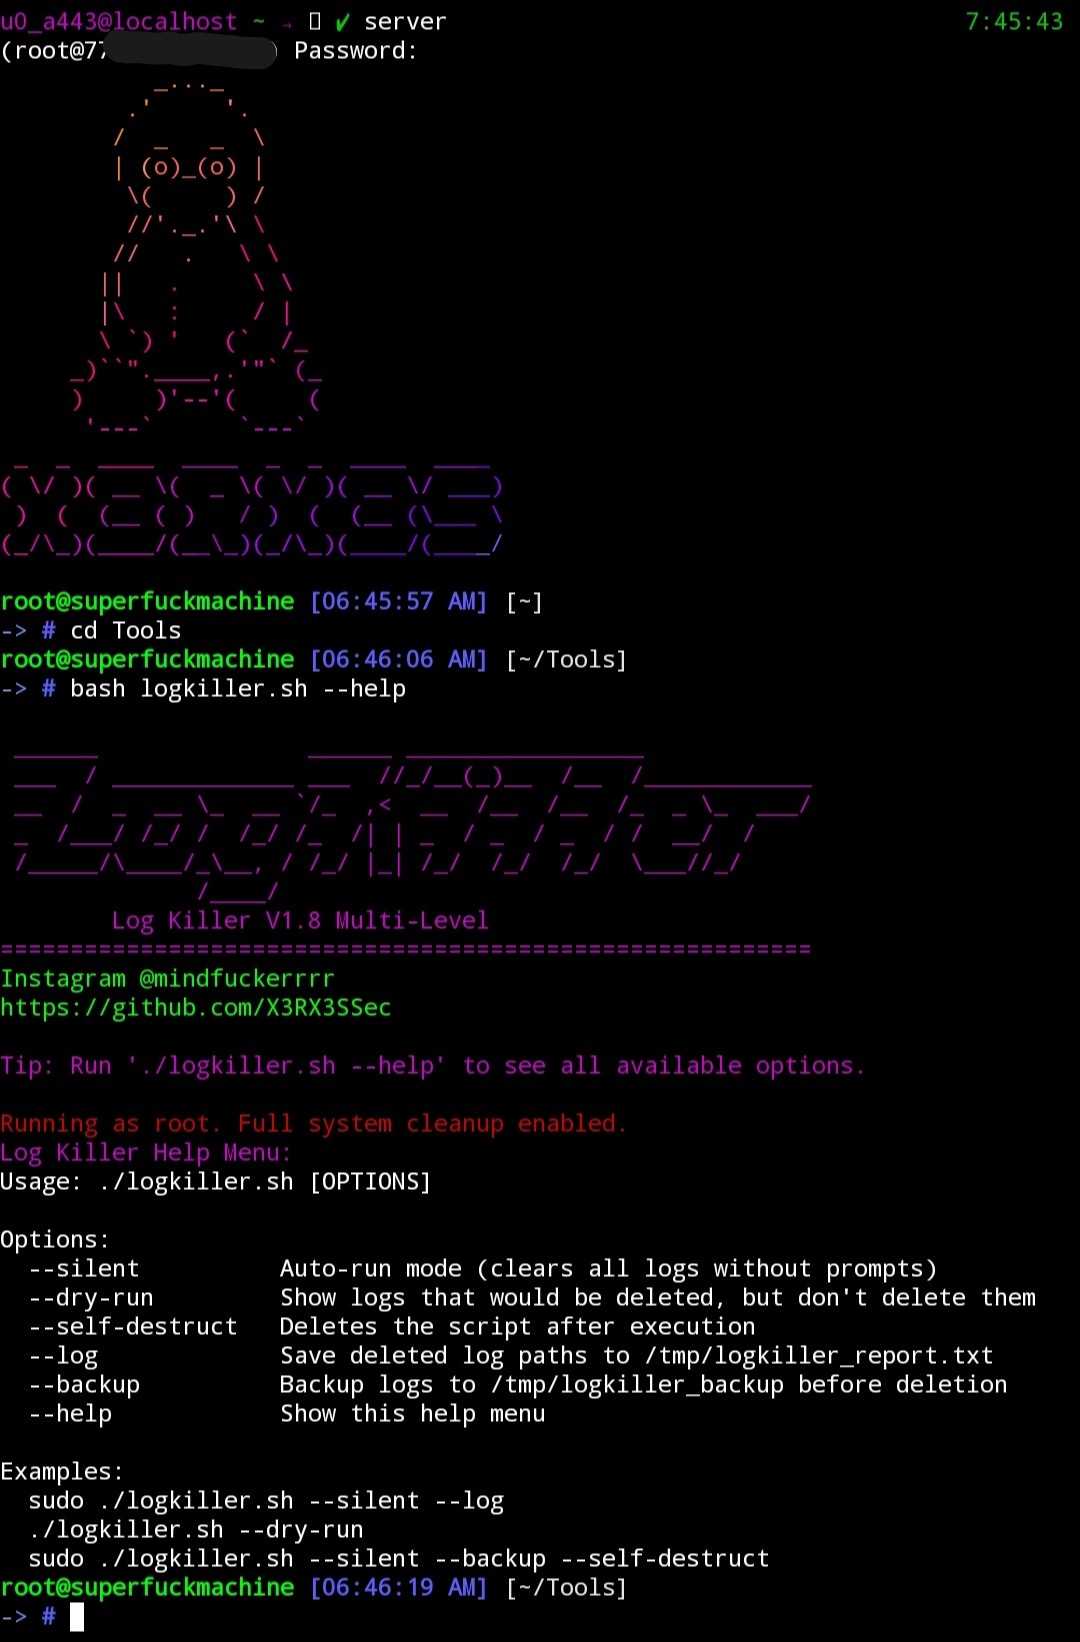 u0_a443@localhost ~ → ▯ ✔ server 7:45:43
(root@77 ) Password:
X3RX3S
root@superfuckmachine [06:45:57 AM] [~]
-> # cd Tools
root@superfuckmachine [06:46:06 AM] [~/Tools]
-> # bash logkiller.sh --help
LogKiller
Log Killer V1.8 Multi-Level
==========================================================
Instagram @mindfuckerrrr
https://github.com/X3RX3SSec
Tip: Run './logkiller.sh --help' to see all available options.
Running as root. Full system cleanup enabled.
Log Killer Help Menu:
Usage: ./logkiller.sh [OPTIONS]
Options:
--silent Auto-run mode (clears all logs without prompts)
--dry-run Show logs that would be deleted, but don't delete them
--self-destruct Deletes the script after execution
--log Save deleted log paths to /tmp/logkiller_report.txt
--backup Backup logs to /tmp/logkiller_backup before deletion
--help Show this help menu
Examples:
sudo ./logkiller.sh --silent --log
./logkiller.sh --dry-run
sudo ./logkiller.sh --silent --backup --self-destruct
root@superfuckmachine [06:46:19 AM] [~/Tools]
-> #